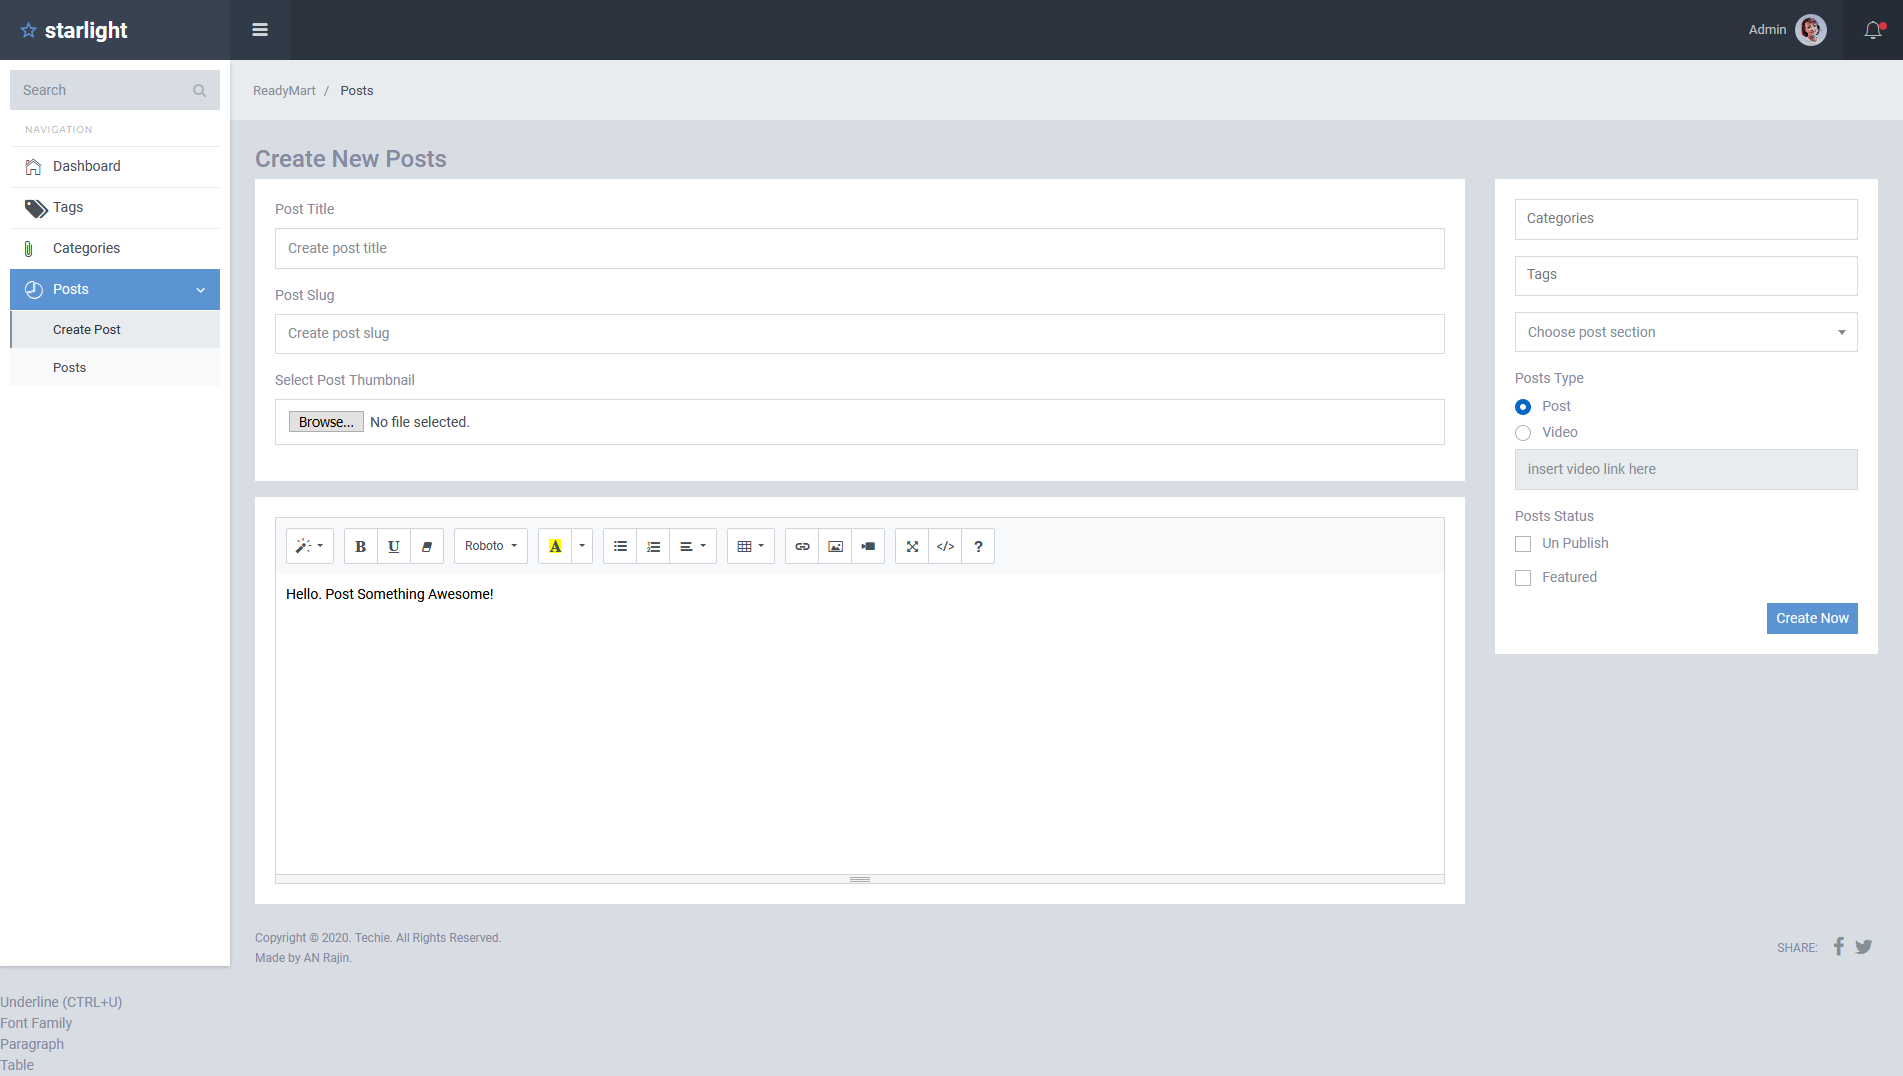 starlight
Admin
Search
NAVIGATION
Dashboard
Tags
Categories
Posts
Create Post
Posts
ReadyMart / Posts
Create New Posts
Post Title
Create post title
Post Slug
Create post slug
Select Post Thumbnail
Browse... No file selected.
B U Roboto A </> ?
Hello. Post Something Awesome!
Categories
Tags
Choose post section
Posts Type
Post
Video
insert video link here
Posts Status
Un Publish
Featured
Create Now
Copyright © 2020. Techie. All Rights Reserved.
Made by AN Rajin.
SHARE:
Underline (CTRL+U)
Font Family
Paragraph
Table